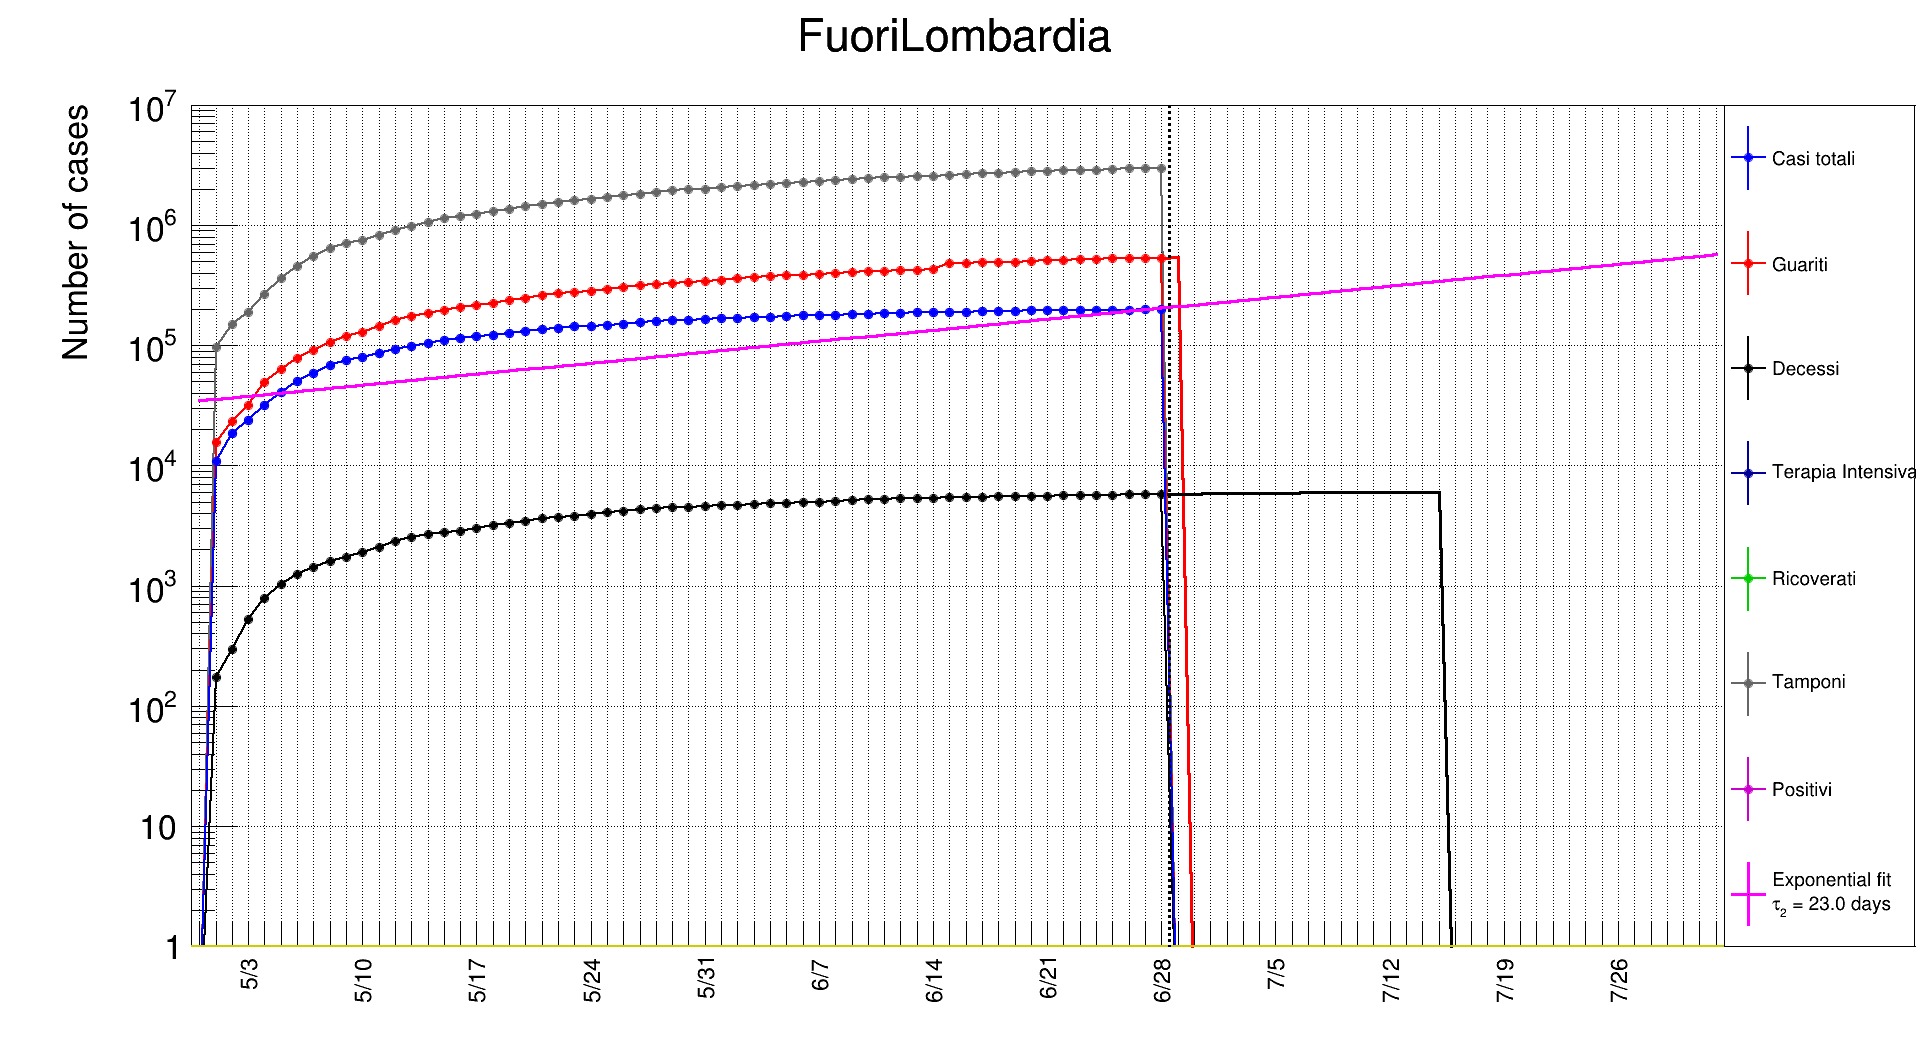 FuoriLombardia
Number of cases
10^7
10^6
10^5
10^4
10^3
10^2
10
1
5/3
5/10
5/17
5/24
5/31
6/7
6/14
6/21
6/28
7/5
7/12
7/19
7/26
Casi totali
Guariti
Decessi
Terapia Intensiva
Ricoverati
Tamponi
Positivi
Exponential fit
τ₂ = 23.0 days